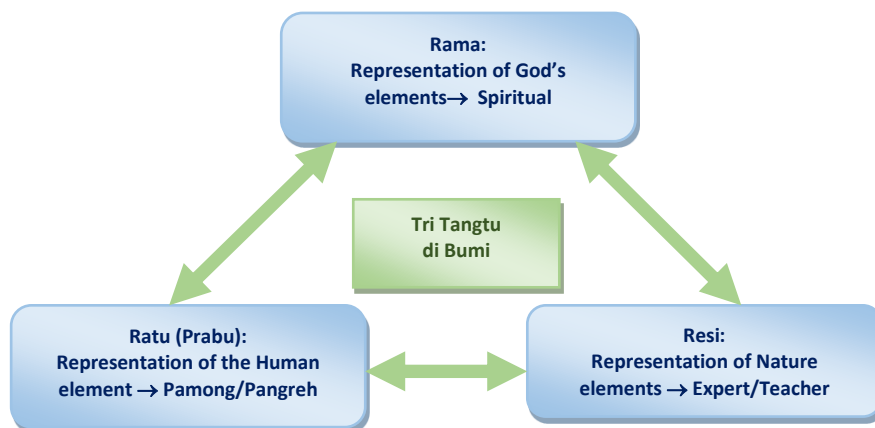 Rama:
Representation of God's
elements→ Spiritual
Tri Tangtu
di Bumi
Ratu (Prabu):
Representation of the Human
element → Pamong/Pangreh
Resi:
Representation of Nature
elements → Expert/Teacher